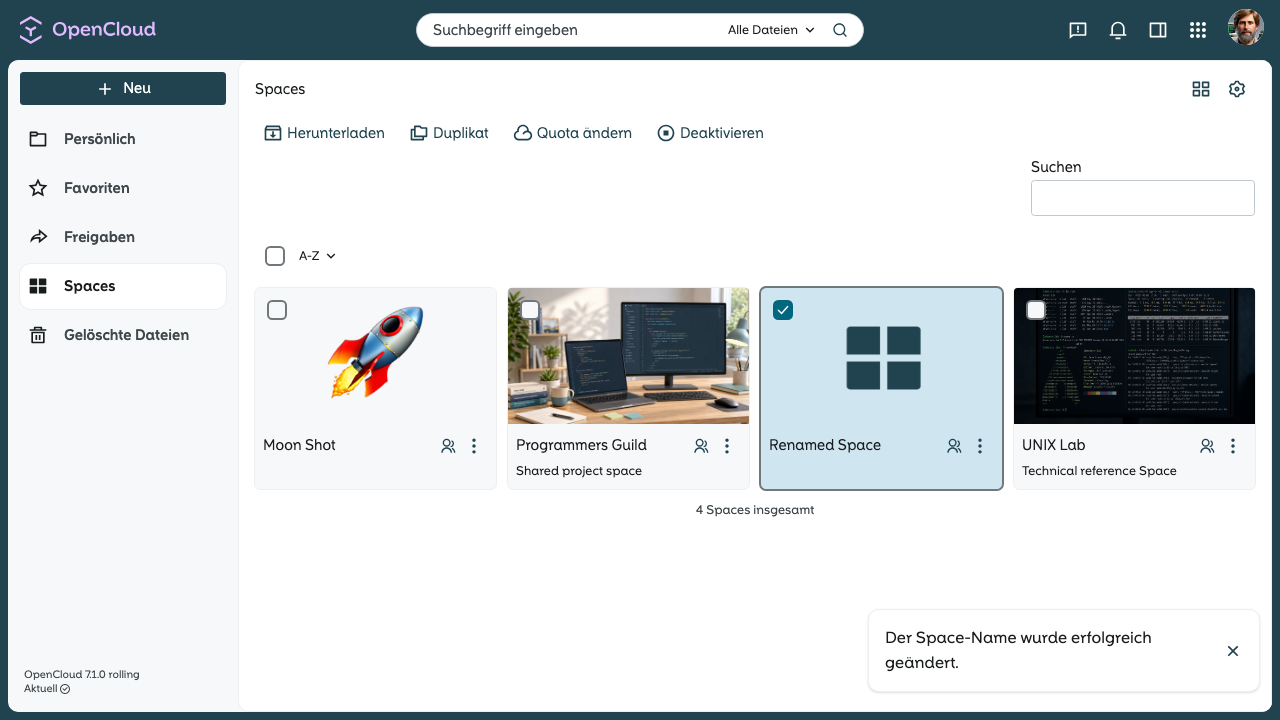 OpenCloud
Suchbegriff eingeben
Alle Dateien
Neu
Persönlich
Favoriten
Freigaben
Spaces
Gelöschte Dateien
OpenCloud 7.1.0 rolling
Aktuell
Spaces
Herunterladen
Duplikat
Quota ändern
Deaktivieren
Suchen
A-Z
Moon Shot
Programmers Guild
Shared project space
Renamed Space
UNIX Lab
Technical reference Space
4 Spaces insgesamt
Der Space-Name wurde erfolgreich
geändert.